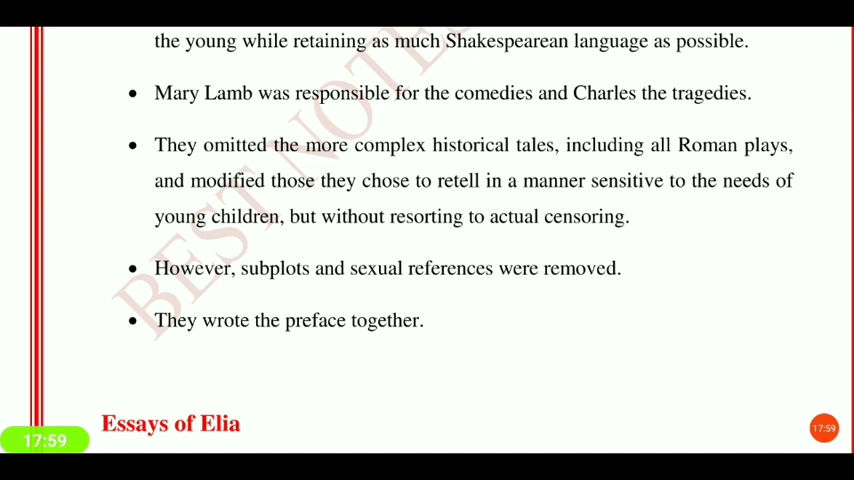 the young while retaining as much Shakespearean language as possible.
• Mary Lamb was responsible for the comedies and Charles the tragedies.
• They omitted the more complex historical tales, including all Roman plays,
and modified those they chose to retell in a manner sensitive to the needs of
young children, but without resorting to actual censoring.
• However, subplots and sexual references were removed.
• They wrote the preface together.
BEST NOTES
Essays of Elia
17:59
17:59